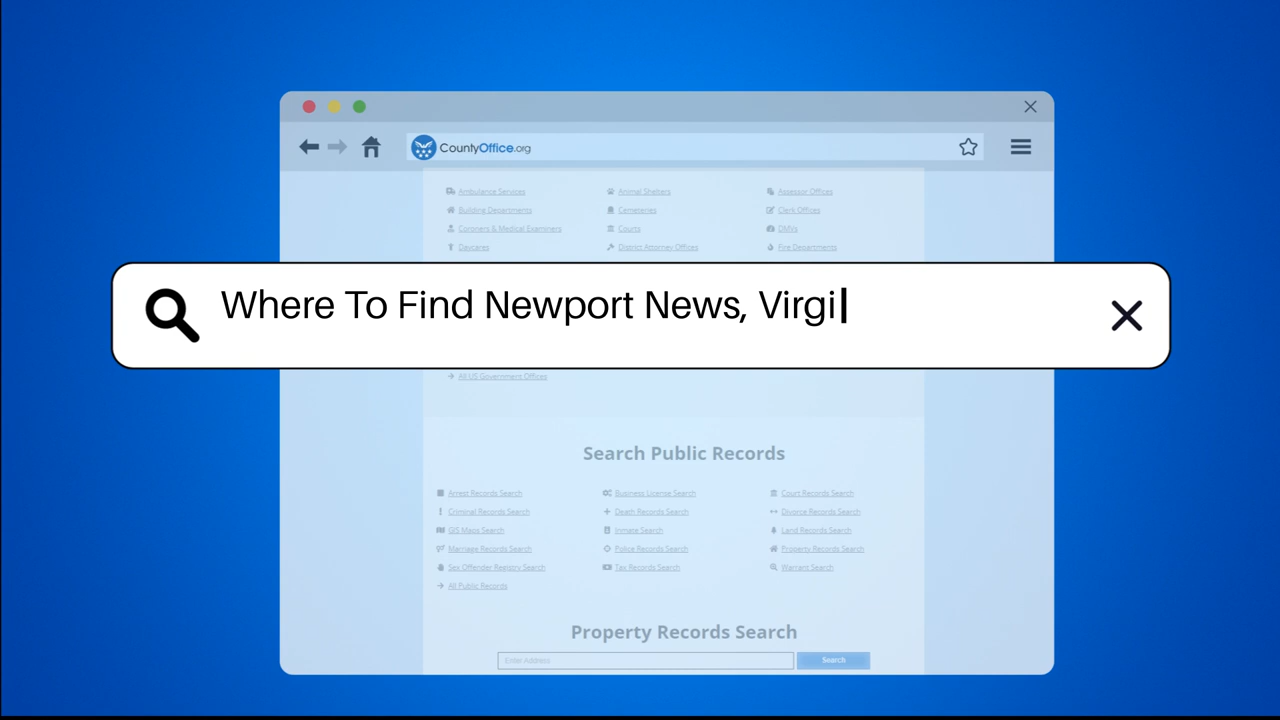 CountyOffice.org
Ambulance Services Animal Shelters Assessor Offices
Building Departments Cemeteries Clerk Offices
Coroners & Medical Examiners Courts DMVs
Daycares District Attorney Offices Fire Departments
Where To Find Newport News, Virgi
All US Government Offices
Search Public Records
Arrest Records Search Business License Search Court Records Search
Criminal Records Search Death Records Search Divorce Records Search
GIS Maps Search Inmate Search Land Records Search
Marriage Records Search Police Records Search Property Records Search
Sex Offender Registry Search Tax Records Search Warrant Search
All Public Records
Property Records Search
Enter Address Search